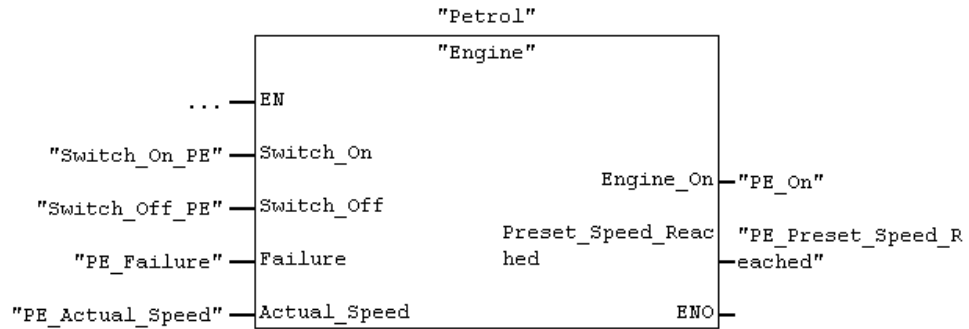 "Petrol"
"Engine"
... EN
"Switch_On_PE" Switch_On
Engine_On "PE_On"
"Switch_Off_PE" Switch_Off
Preset_Speed_Reac "PE_Preset_Speed_R
"PE_Failure" Failure hed eached"
"PE_Actual_Speed" Actual_Speed ENO